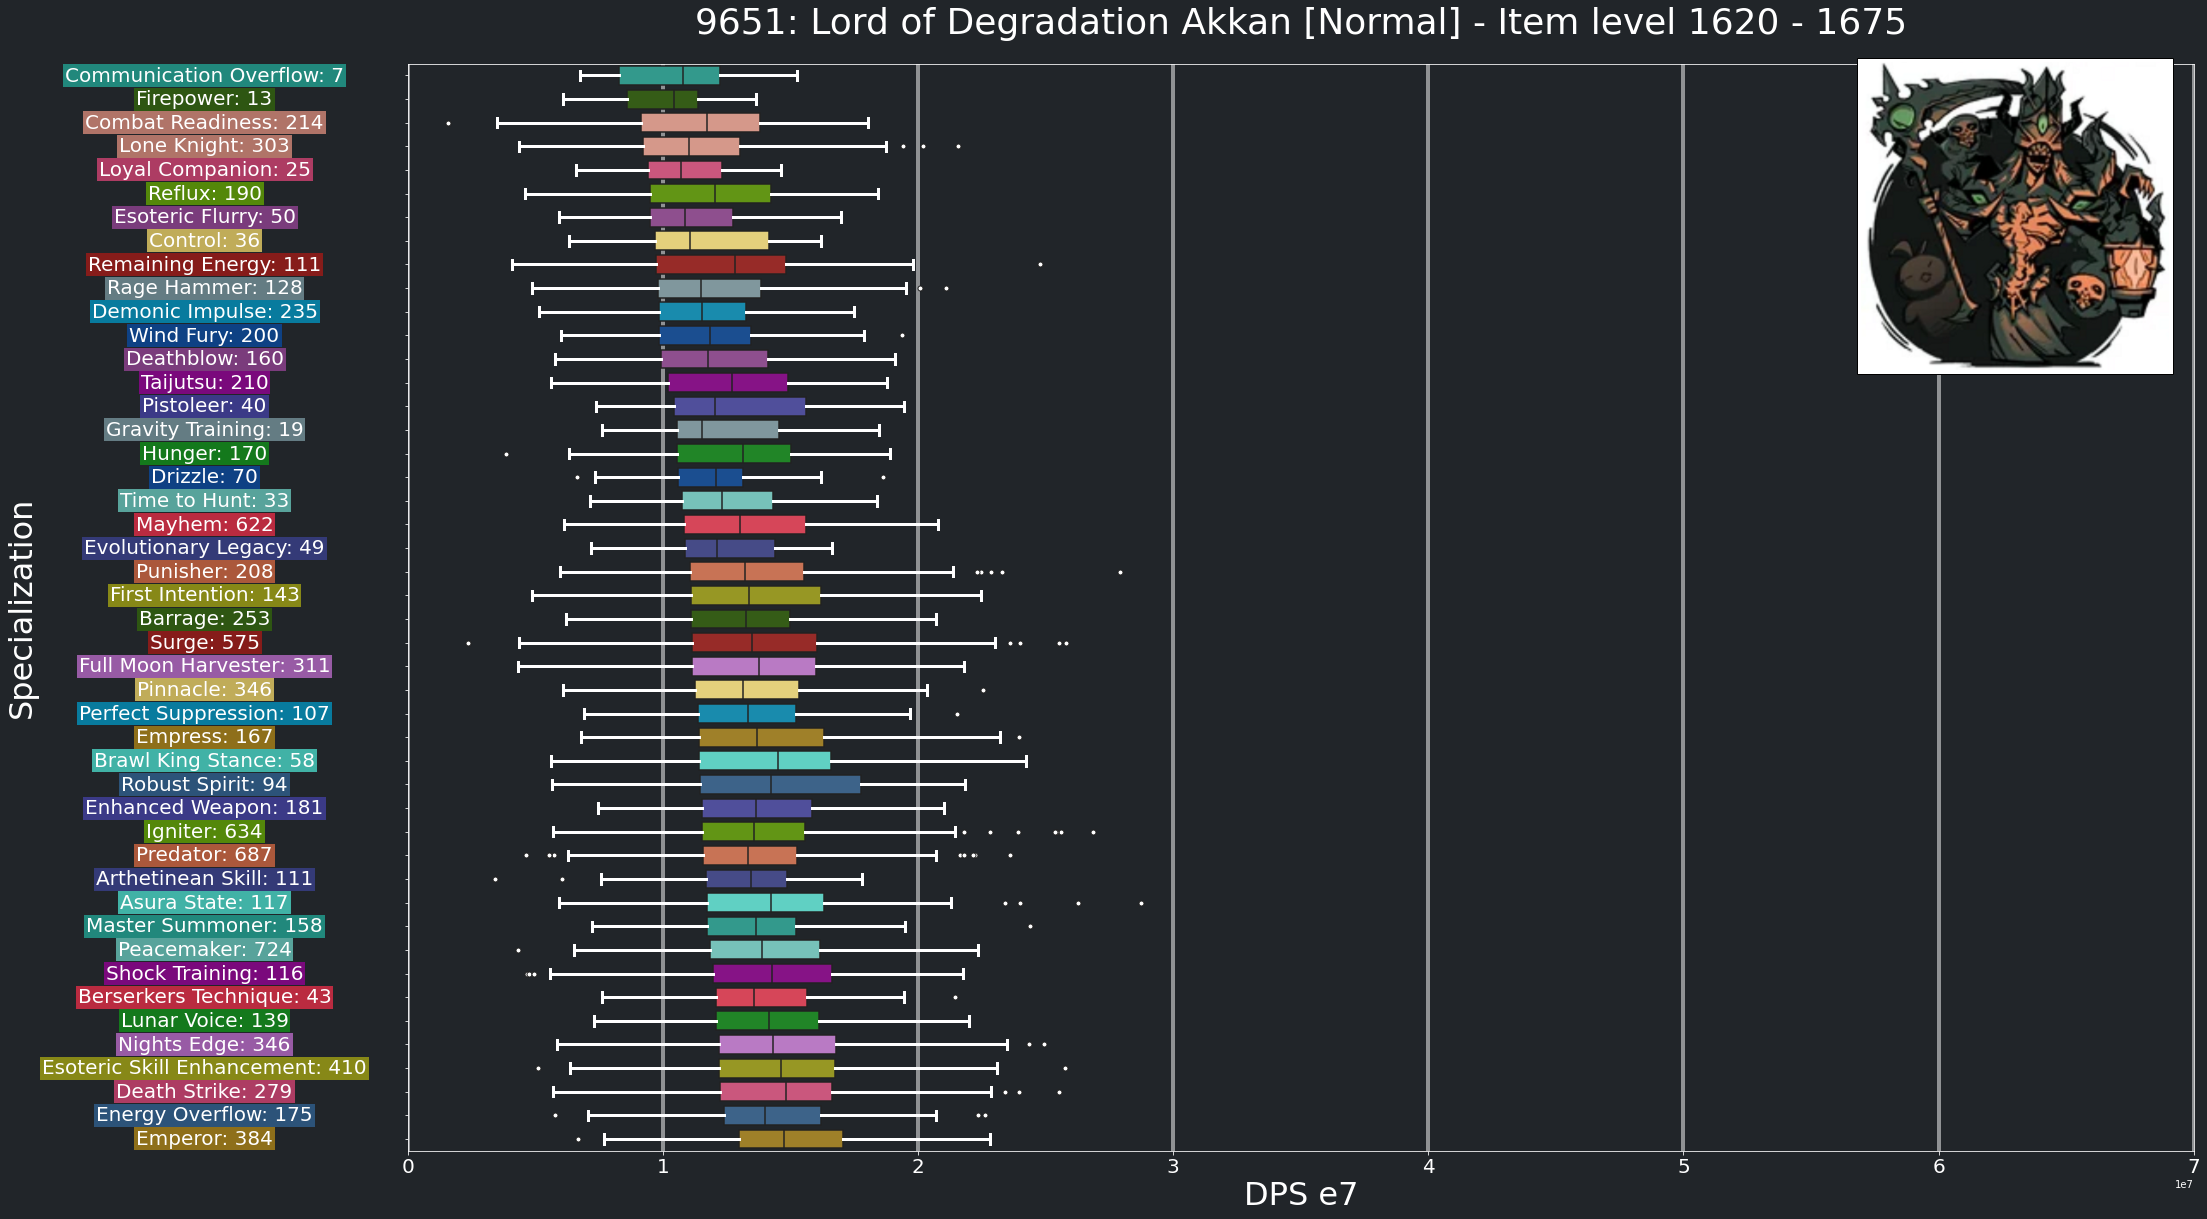 9651: Lord of Degradation Akkan [Normal] - Item level 1620 - 1675
Communication Overflow: 7
Firepower: 13
Combat Readiness: 214
Lone Knight: 303
Loyal Companion: 25
Reflux: 190
Esoteric Flurry: 50
Control: 36
Remaining Energy: 111
Rage Hammer: 128
Demonic Impulse: 235
Wind Fury: 200
Deathblow: 160
Taijutsu: 210
Pistoleer: 40
Gravity Training: 19
Hunger: 170
Drizzle: 70
Time to Hunt: 33
Mayhem: 622
Evolutionary Legacy: 49
Punisher: 208
First Intention: 143
Barrage: 253
Surge: 575
Full Moon Harvester: 311
Pinnacle: 346
Perfect Suppression: 107
Empress: 167
Brawl King Stance: 58
Robust Spirit: 94
Enhanced Weapon: 181
Igniter: 634
Predator: 687
Arthetinean Skill: 111
Asura State: 117
Master Summoner: 158
Peacemaker: 724
Shock Training: 116
Berserkers Technique: 43
Lunar Voice: 139
Nights Edge: 346
Esoteric Skill Enhancement: 410
Death Strike: 279
Energy Overflow: 175
Emperor: 384
Specialization
0 1 2 3 4 5 6 7
1e7
DPS e7